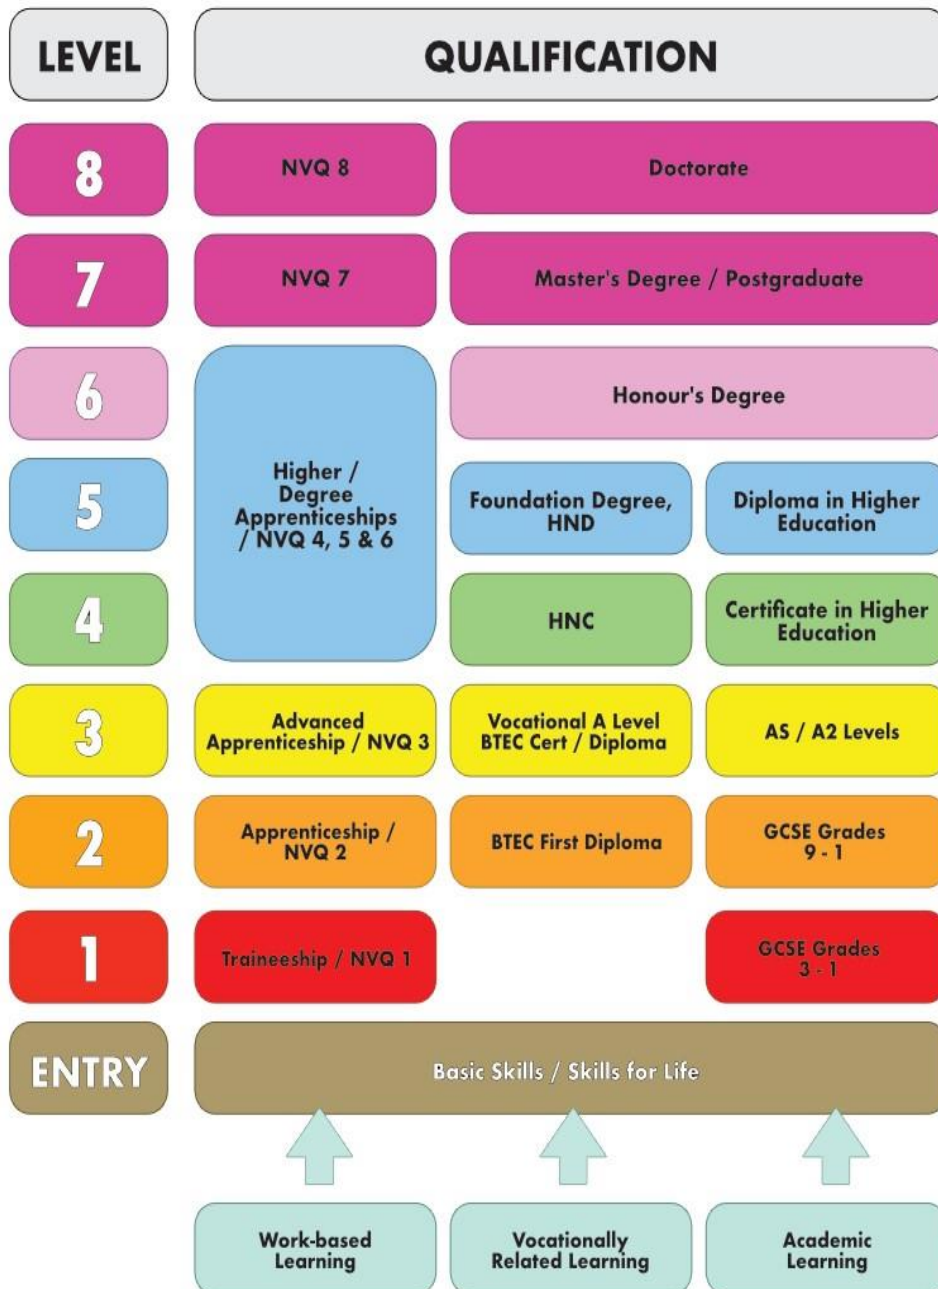 LEVEL
QUALIFICATION
8
NVQ 8
Doctorate
7
NVQ 7
Master's Degree / Postgraduate
6
Honour's Degree
Higher /
Degree
Apprenticeships
/ NVQ 4, 5 & 6
5
Foundation Degree,
HND
Diploma in Higher
Education
4
HNC
Certificate in Higher
Education
3
Advanced
Apprenticeship / NVQ 3
Vocational A Level
BTEC Cert / Diploma
AS / A2 Levels
2
Apprenticeship /
NVQ 2
BTEC First Diploma
GCSE Grades
9 - 1
1
Traineeship / NVQ 1
GCSE Grades
3 - 1
ENTRY
Basic Skills / Skills for Life
Work-based
Learning
Vocationally
Related Learning
Academic
Learning